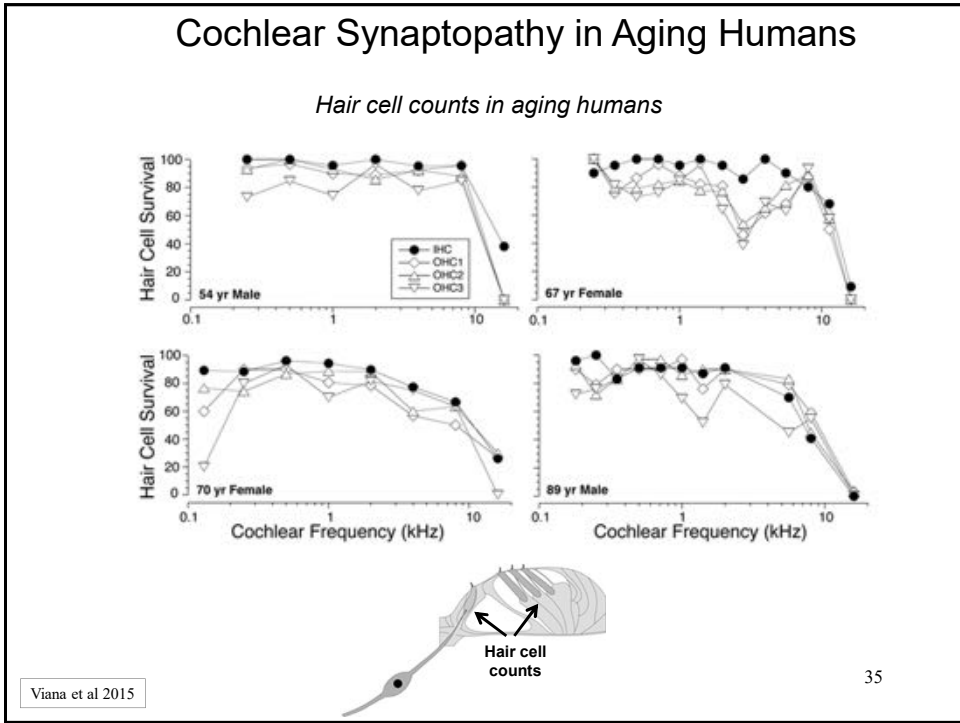 Cochlear Synaptopathy in Aging Humans
Hair cell counts in aging humans
Hair Cell Survival
100
80
60
40
20
0
54 yr Male
IHC
OHC1
OHC2
OHC3
0.1
1
10
67 yr Female
0.1
1
10
Hair Cell Survival
100
80
60
40
20
0
70 yr Female
0.1
1
10
Cochlear Frequency (kHz)
89 yr Male
0.1
1
10
Cochlear Frequency (kHz)
Hair cell
counts
Viana et al 2015
35